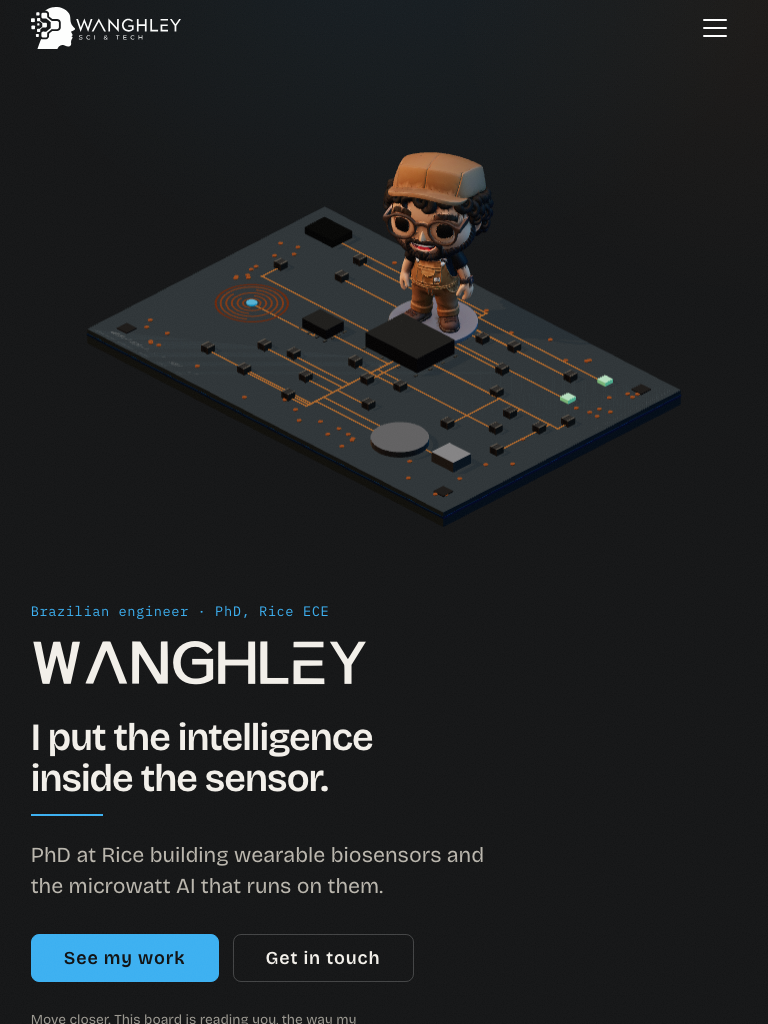 WANGHLEY
SCI & TECH
Brazilian engineer · PhD, Rice ECE
WANGHLEY
I put the intelligence
inside the sensor.
PhD at Rice building wearable biosensors and
the microwatt AI that runs on them.
See my work
Get in touch
Move closer. This board is reading you, the way my